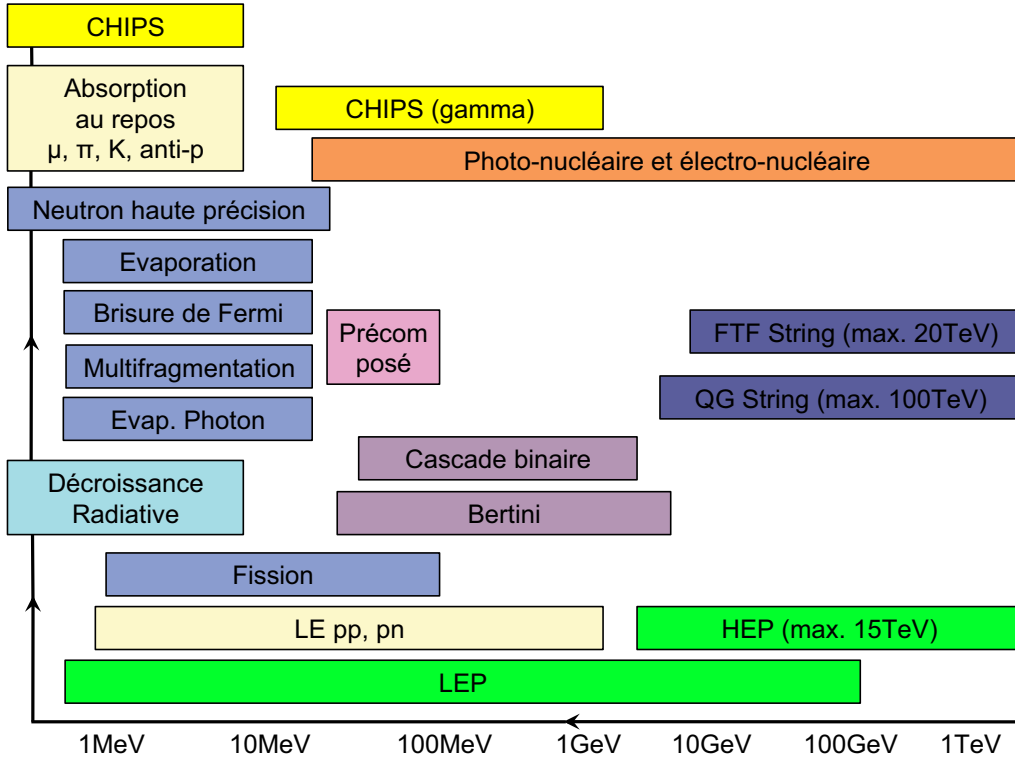 CHIPS
Absorption
au repos
μ, π, K, anti-p
CHIPS (gamma)
Photo-nucléaire et électro-nucléaire
Neutron haute précision
Evaporation
Brisure de Fermi
Précom
posé
FTF String (max. 20TeV)
Multifragmentation
QG String (max. 100TeV)
Evap. Photon
Cascade binaire
Décroissance
Radiative
Bertini
Fission
LE pp, pn
HEP (max. 15TeV)
LEP
1MeV 10MeV 100MeV 1GeV 10GeV 100GeV 1TeV